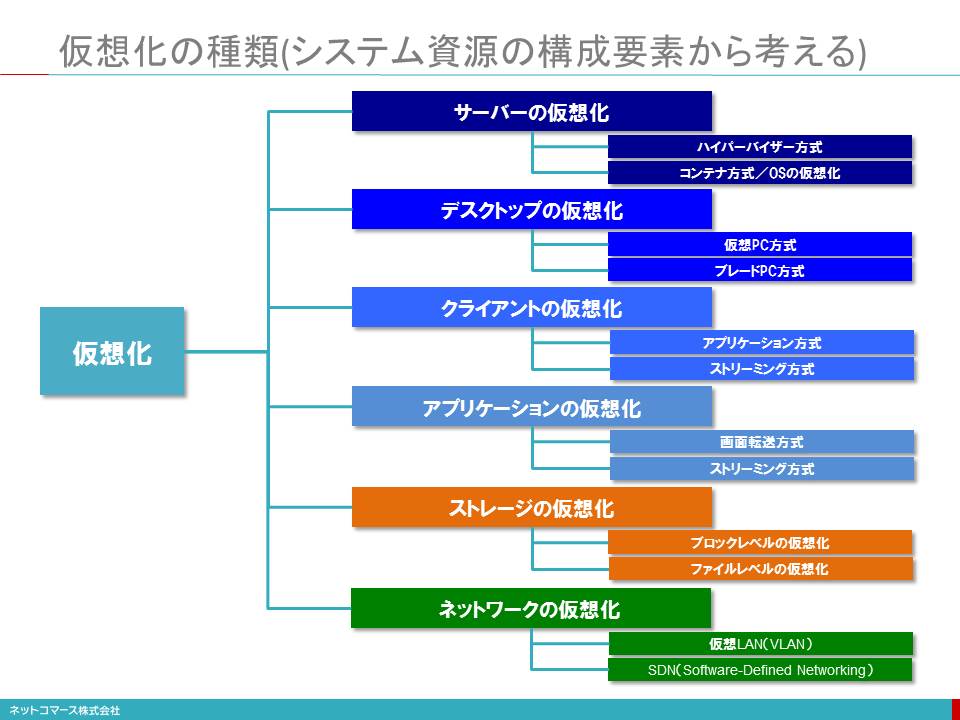 仮想化の種類(システム資源の構成要素から考える)
仮想化
サーバーの仮想化
ハイパーバイザー方式
コンテナ方式／OSの仮想化
デスクトップの仮想化
仮想PC方式
ブレードPC方式
クライアントの仮想化
アプリケーション方式
ストリーミング方式
アプリケーションの仮想化
画面転送方式
ストリーミング方式
ストレージの仮想化
ブロックレベルの仮想化
ファイルレベルの仮想化
ネットワークの仮想化
仮想LAN（VLAN）
SDN（Software-Defined Networking）
ネットコマース株式会社